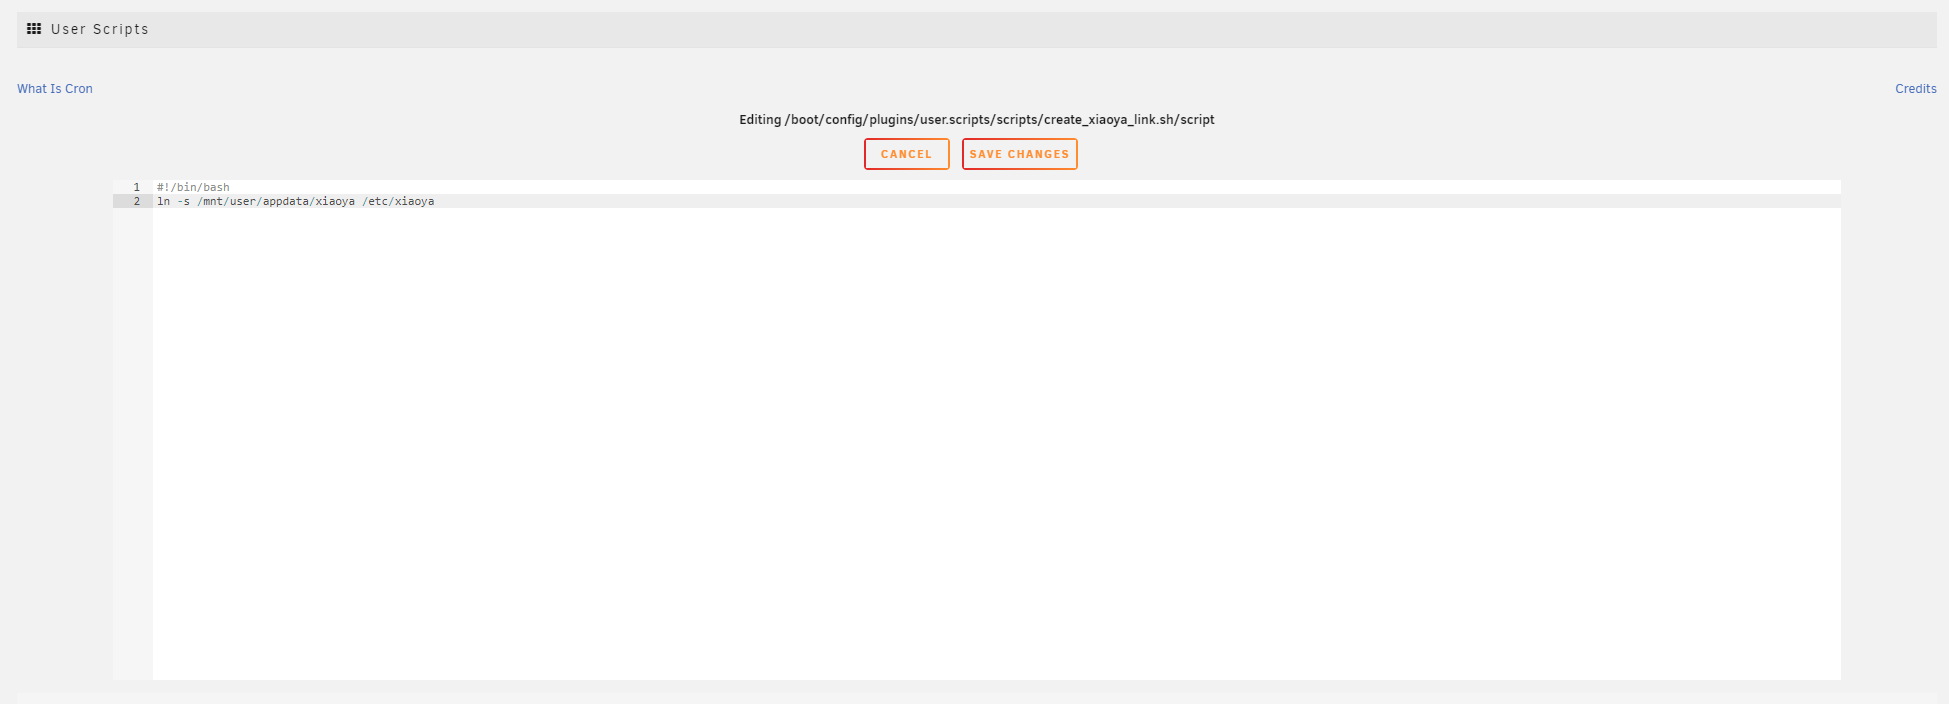 User Scripts
What Is Cron
Credits
Editing /boot/config/plugins/user.scripts/scripts/create_xiaoya_link.sh/script
CANCEL
SAVE CHANGES
1 #!/bin/bash
2 ln -s /mnt/user/appdata/xiaoya /etc/xiaoya